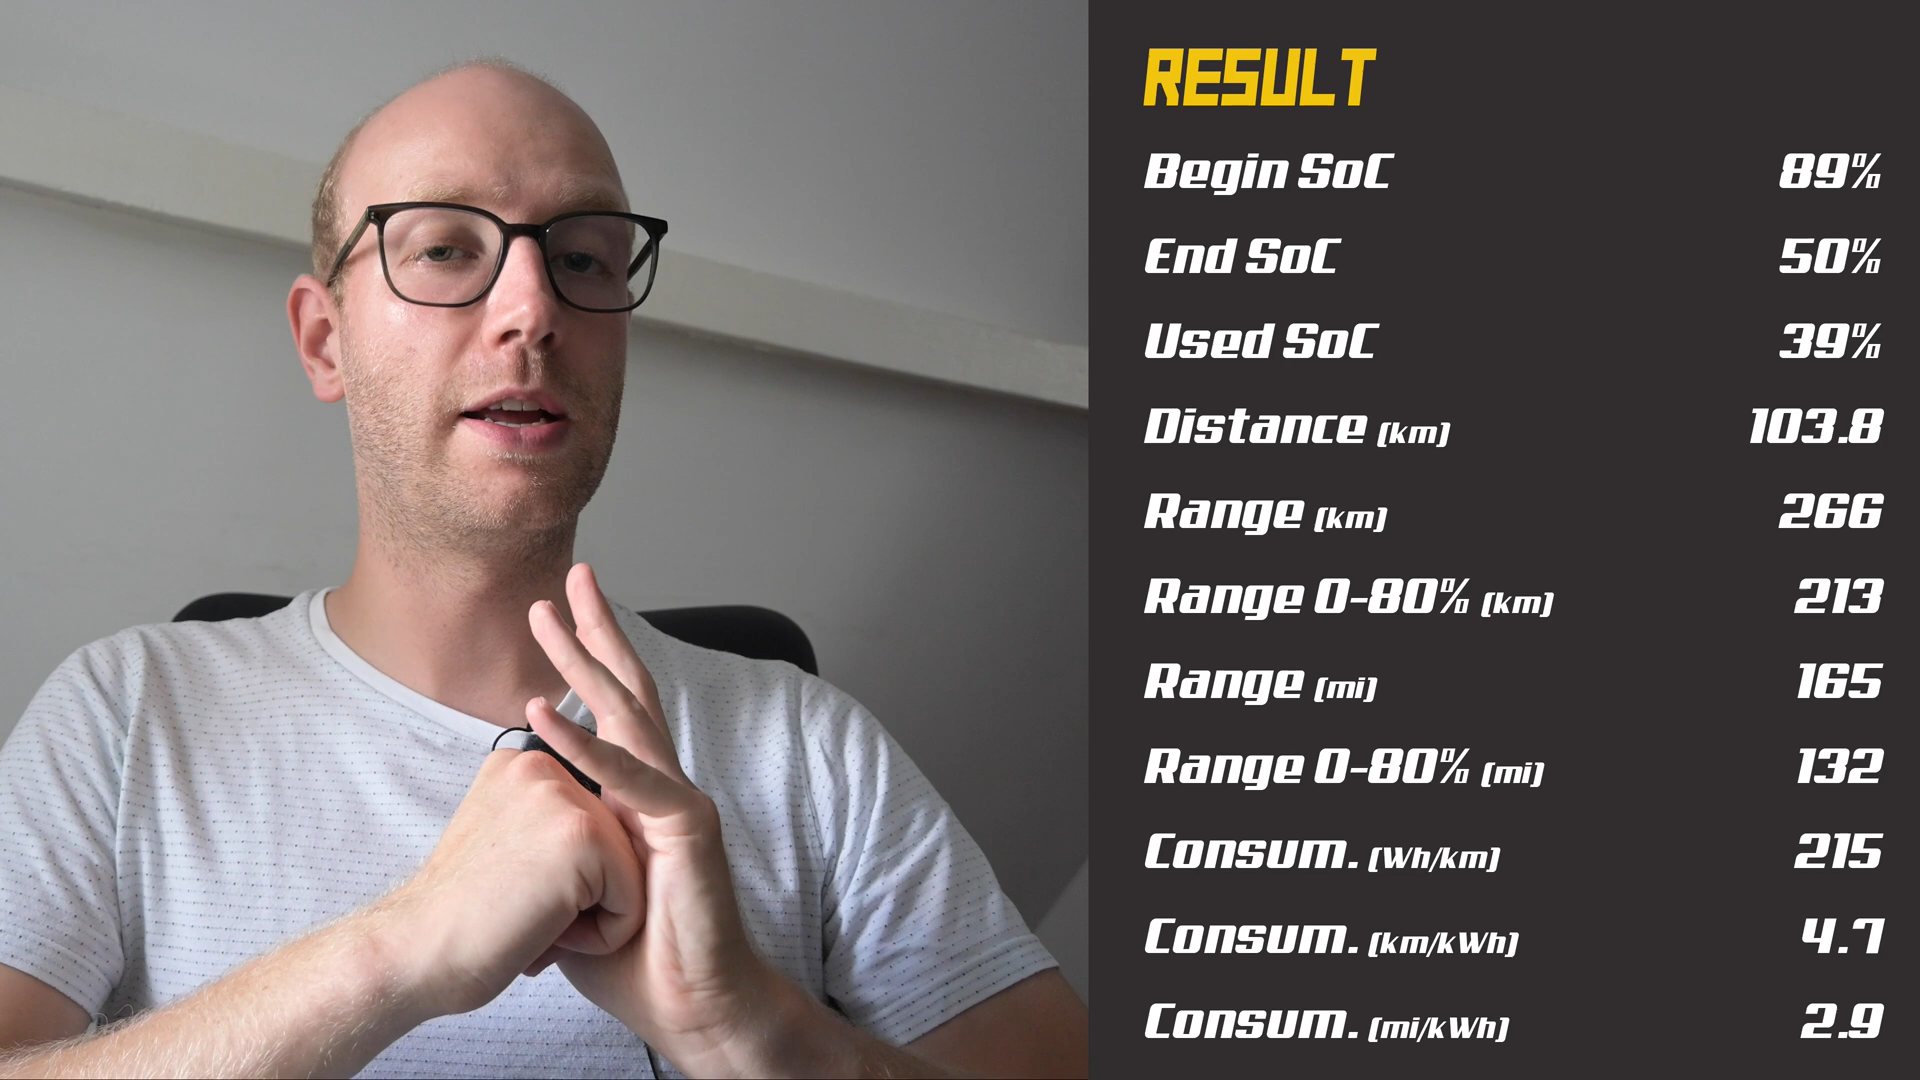 RESULT
Begin SoC 89%
End SoC 50%
Used SoC 39%
Distance (km) 103.8
Range (km) 266
Range 0-80% (km) 213
Range (mi) 165
Range 0-80% (mi) 132
Consum. (Wh/km) 215
Consum. (km/kWh) 4.7
Consum. (mi/kWh) 2.9